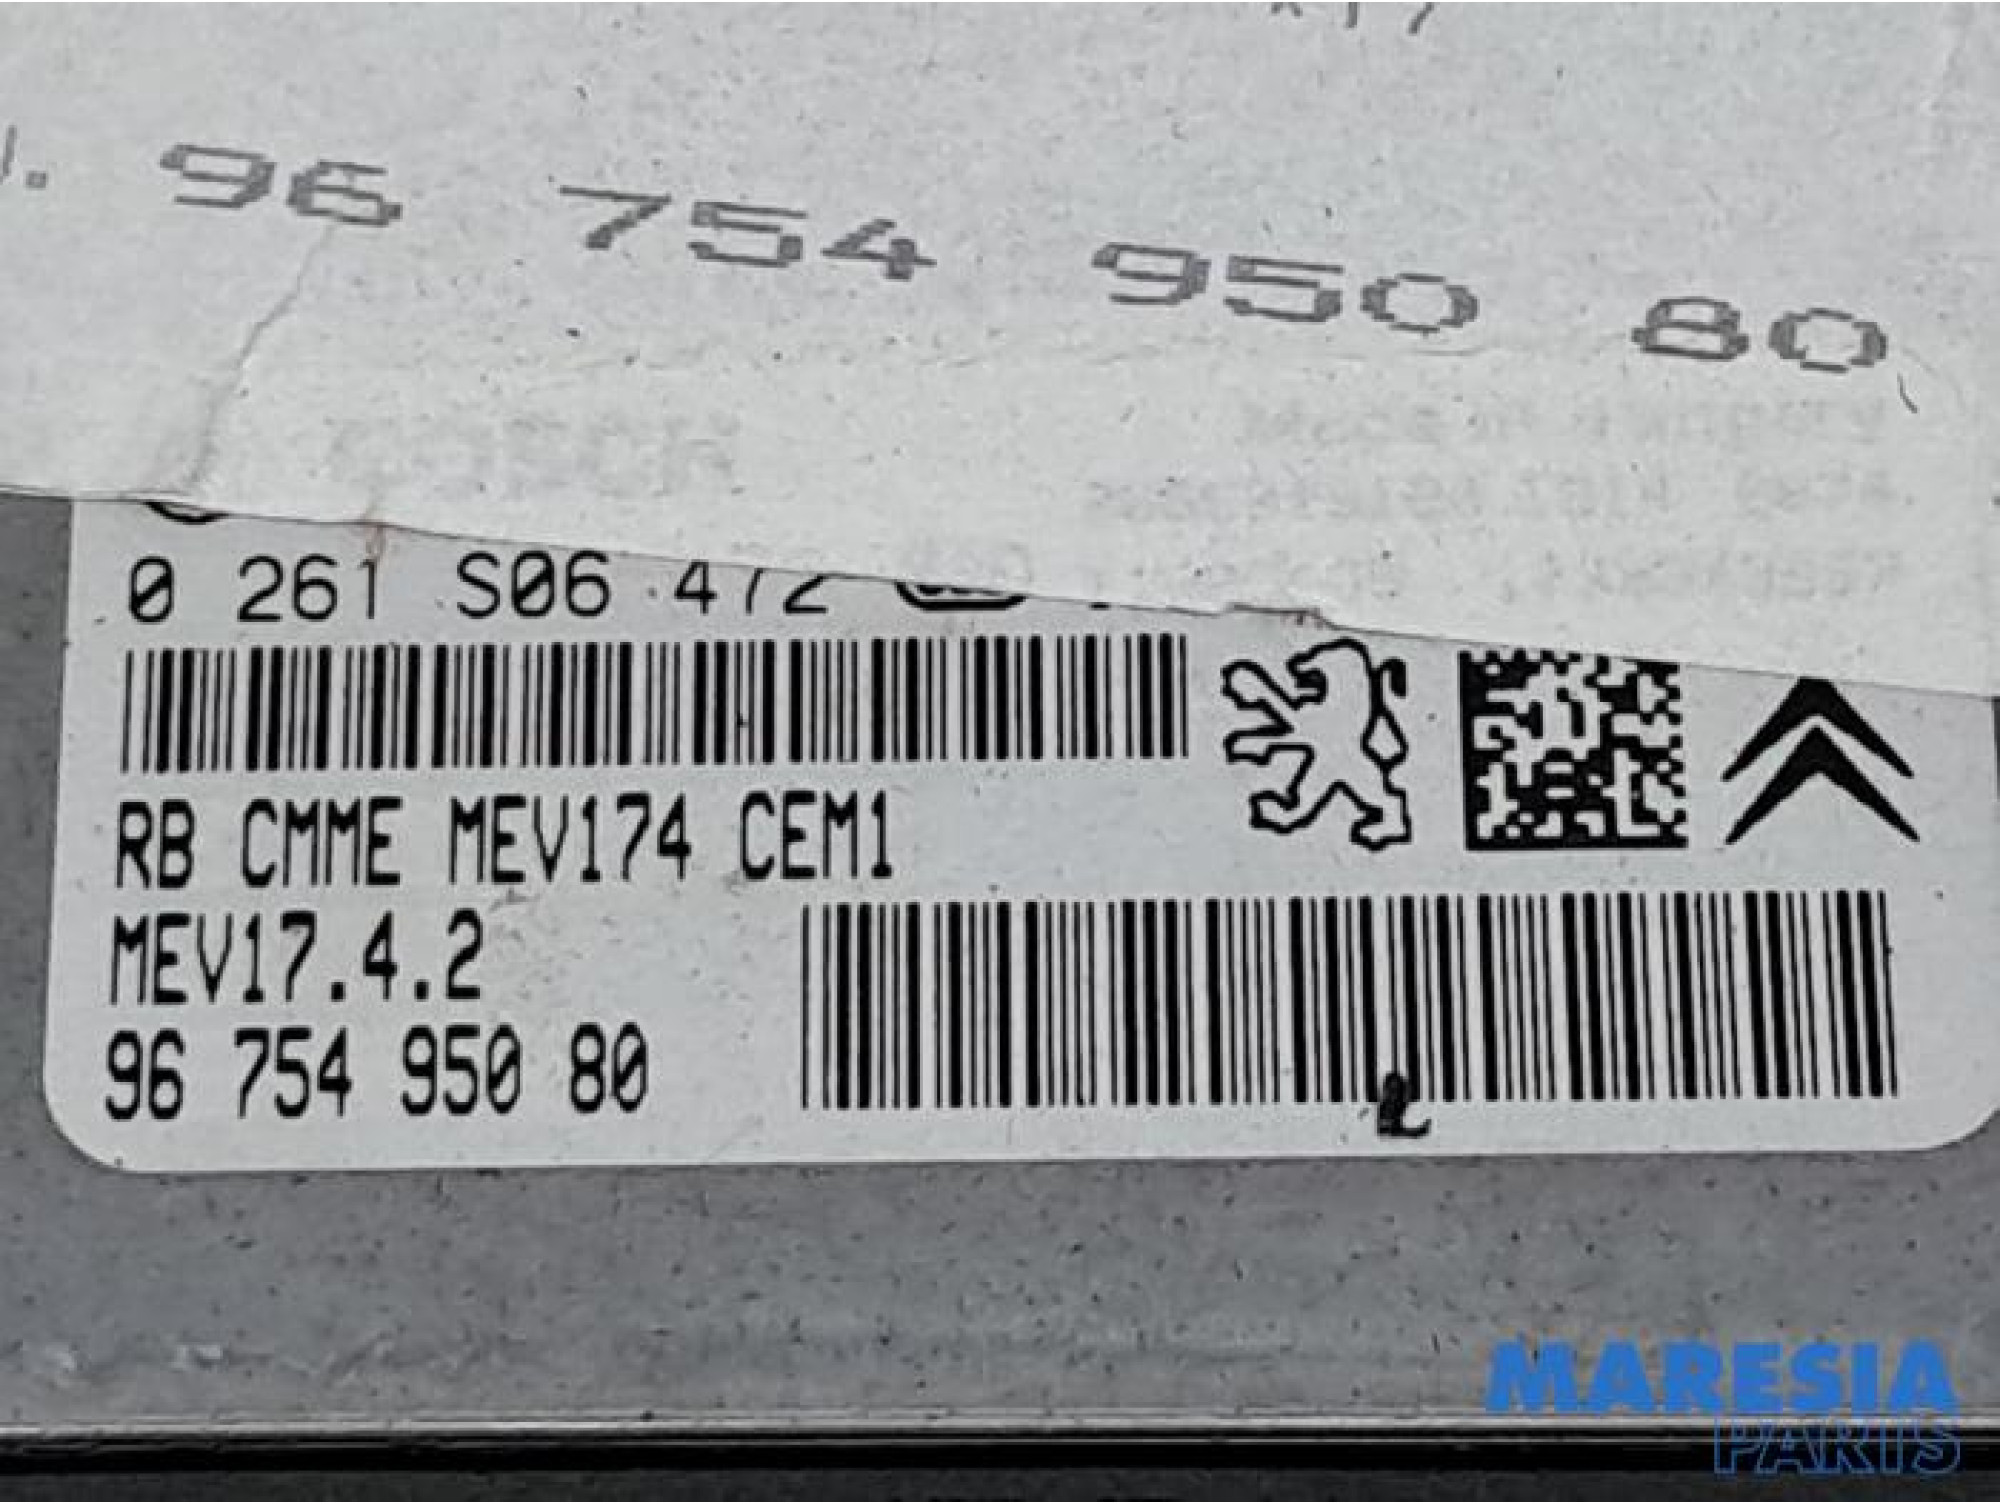 . 96 754 950 80
0 261 S06 472
RB CMME MEV174 CEM1
MEV17.4.2
96 754 950 80
MARESIA
PARTS